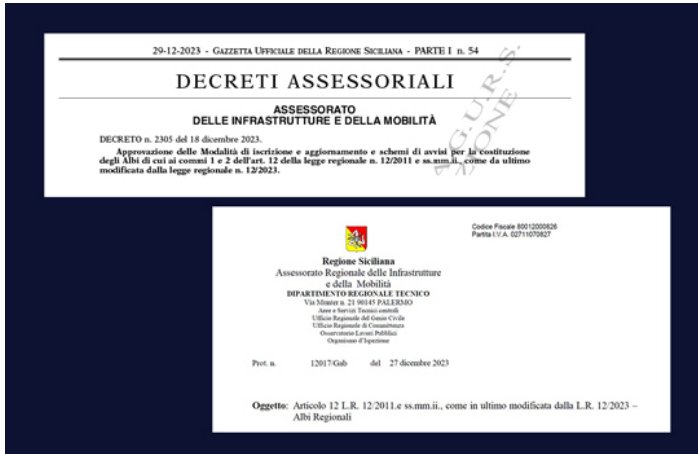 29-12-2023 - GAZZETTA UFFICIALE DELLA REGIONE SICILIANA - PARTE I n. 54
DECRETI ASSESSORIALI
ASSESSORATO
DELLE INFRASTRUTTURE E DELLA MOBILITÀ
DECRETO n. 2305 del 18 dicembre 2023.
Approvazione delle Modalità di iscrizione e aggiornamento e schemi di avvisi per la costituzione
degli Albi di cui ai commi 1 e 2 dell'art. 12 della legge regionale n. 12/2011 e ss.mm.ii., come da ultimo
modificata dalla legge regionale n. 12/2023.
G.U.R.S.
Codice Fiscale 80012000826
Partita I.V.A. 02711070827
Regione Siciliana
Assessorato Regionale delle Infrastrutture
e della Mobilità
DIPARTIMENTO REGIONALE TECNICO
Via Munter n. 21 90145 PALERMO
Aree e Servizi Tecnici centrali
Ufficio Regionale del Genio Civile
Ufficio Regionale di Committenza
Osservatorio Lavori Pubblici
Organismo d'Ispezione
Prot. n. 12017/Gab del 27 dicembre 2023
Oggetto: Articolo 12 L.R. 12/2011.e ss.mm.ii., come in ultimo modificata dalla L.R. 12/2023 –
Albi Regionali